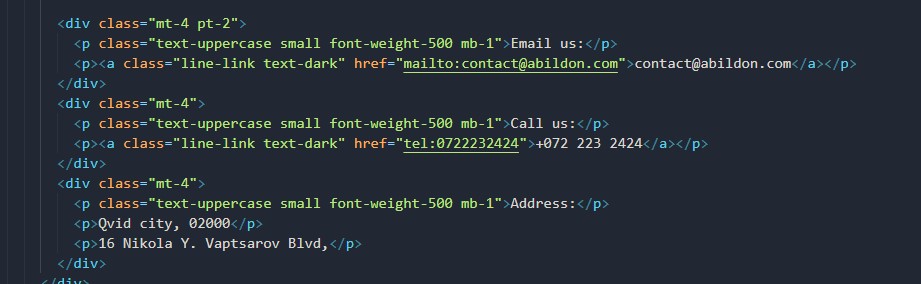 <div class="mt-4 pt-2">
<p class="text-uppercase small font-weight-500 mb-1">Email us:</p>
<p><a class="line-link text-dark" href="mailto:contact@abildon.com">contact@abildon.com</a></p>
</div>
<div class="mt-4">
<p class="text-uppercase small font-weight-500 mb-1">Call us:</p>
<p><a class="line-link text-dark" href="tel:0722232424">+072 223 2424</a></p>
</div>
<div class="mt-4">
<p class="text-uppercase small font-weight-500 mb-1">Address:</p>
<p>Qvid city, 02000</p>
<p>16 Nikola Y. Vaptsarov Blvd,</p>
</div>
</div>